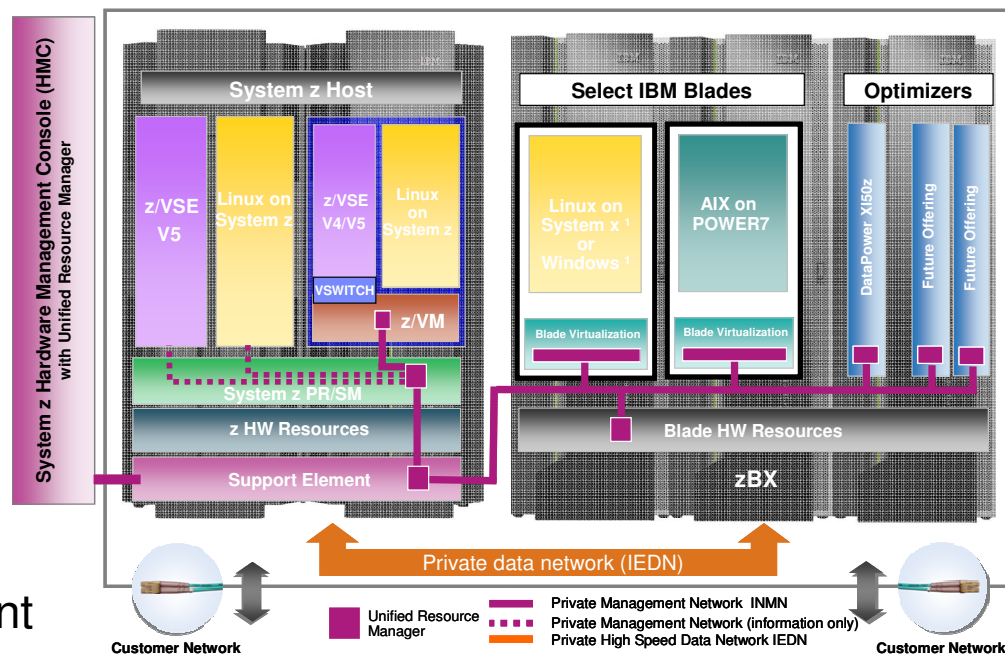 System z Hardware Management Console (HMC)
with Unified Resource Manager
IBM
IBM
IBM
System z Host
Select IBM Blades
Optimizers
z/VSE
V5
Linux on
System z
z/VSE
V4/V5
Linux
on
System z
VSWITCH
z/VM
Linux on
System x ¹
or
Windows ¹
AIX on
POWER7
Blade Virtualization
Blade Virtualization
DataPower XI50z
Future Offering
Future Offering
System z PR/SM
z HW Resources
Support Element
Blade HW Resources
zBX
Private data network (IEDN)
nt
Customer Network
Unified Resource
Manager
Private Management Network INMN
Private Management Network (information only)
Private High Speed Data Network IEDN
Customer Network